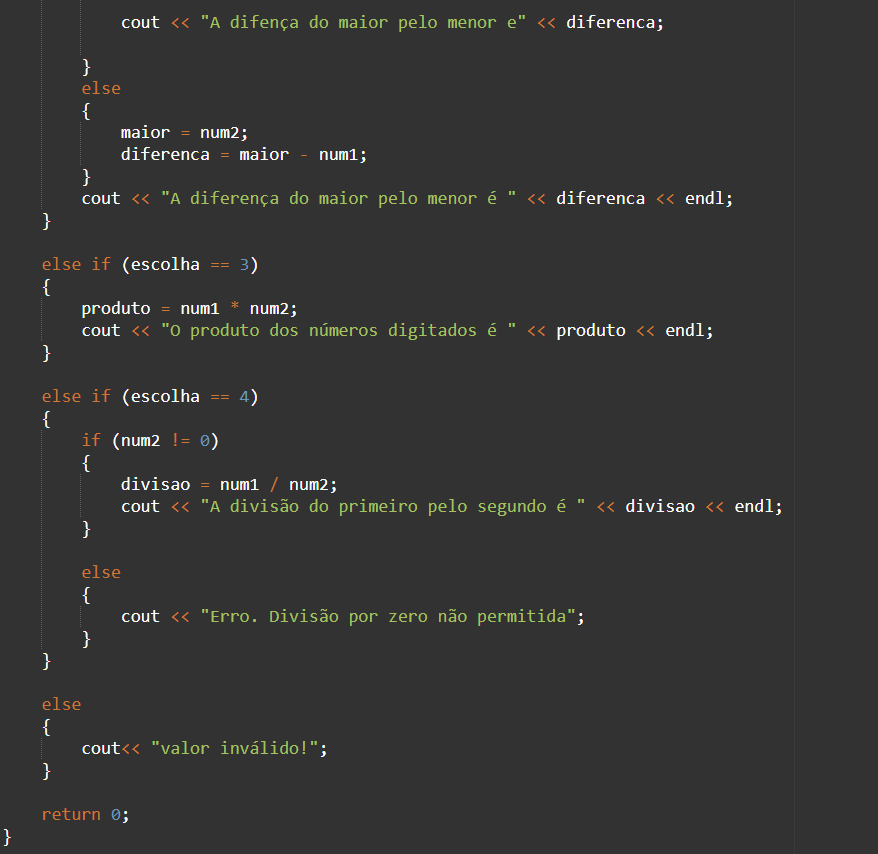 cout << "A difença do maior pelo menor e" << diferenca;
}
else
{
maior = num2;
diferenca = maior - num1;
}
cout << "A diferença do maior pelo menor é " << diferenca << endl;
}
else if (escolha == 3)
{
produto = num1 * num2;
cout << "O produto dos números digitados é " << produto << endl;
}
else if (escolha == 4)
{
if (num2 != 0)
{
divisao = num1 / num2;
cout << "A divisão do primeiro pelo segundo é " << divisao << endl;
}
else
{
cout << "Erro. Divisão por zero não permitida";
}
}
else
{
cout<< "valor inválido!";
}
return 0;
}